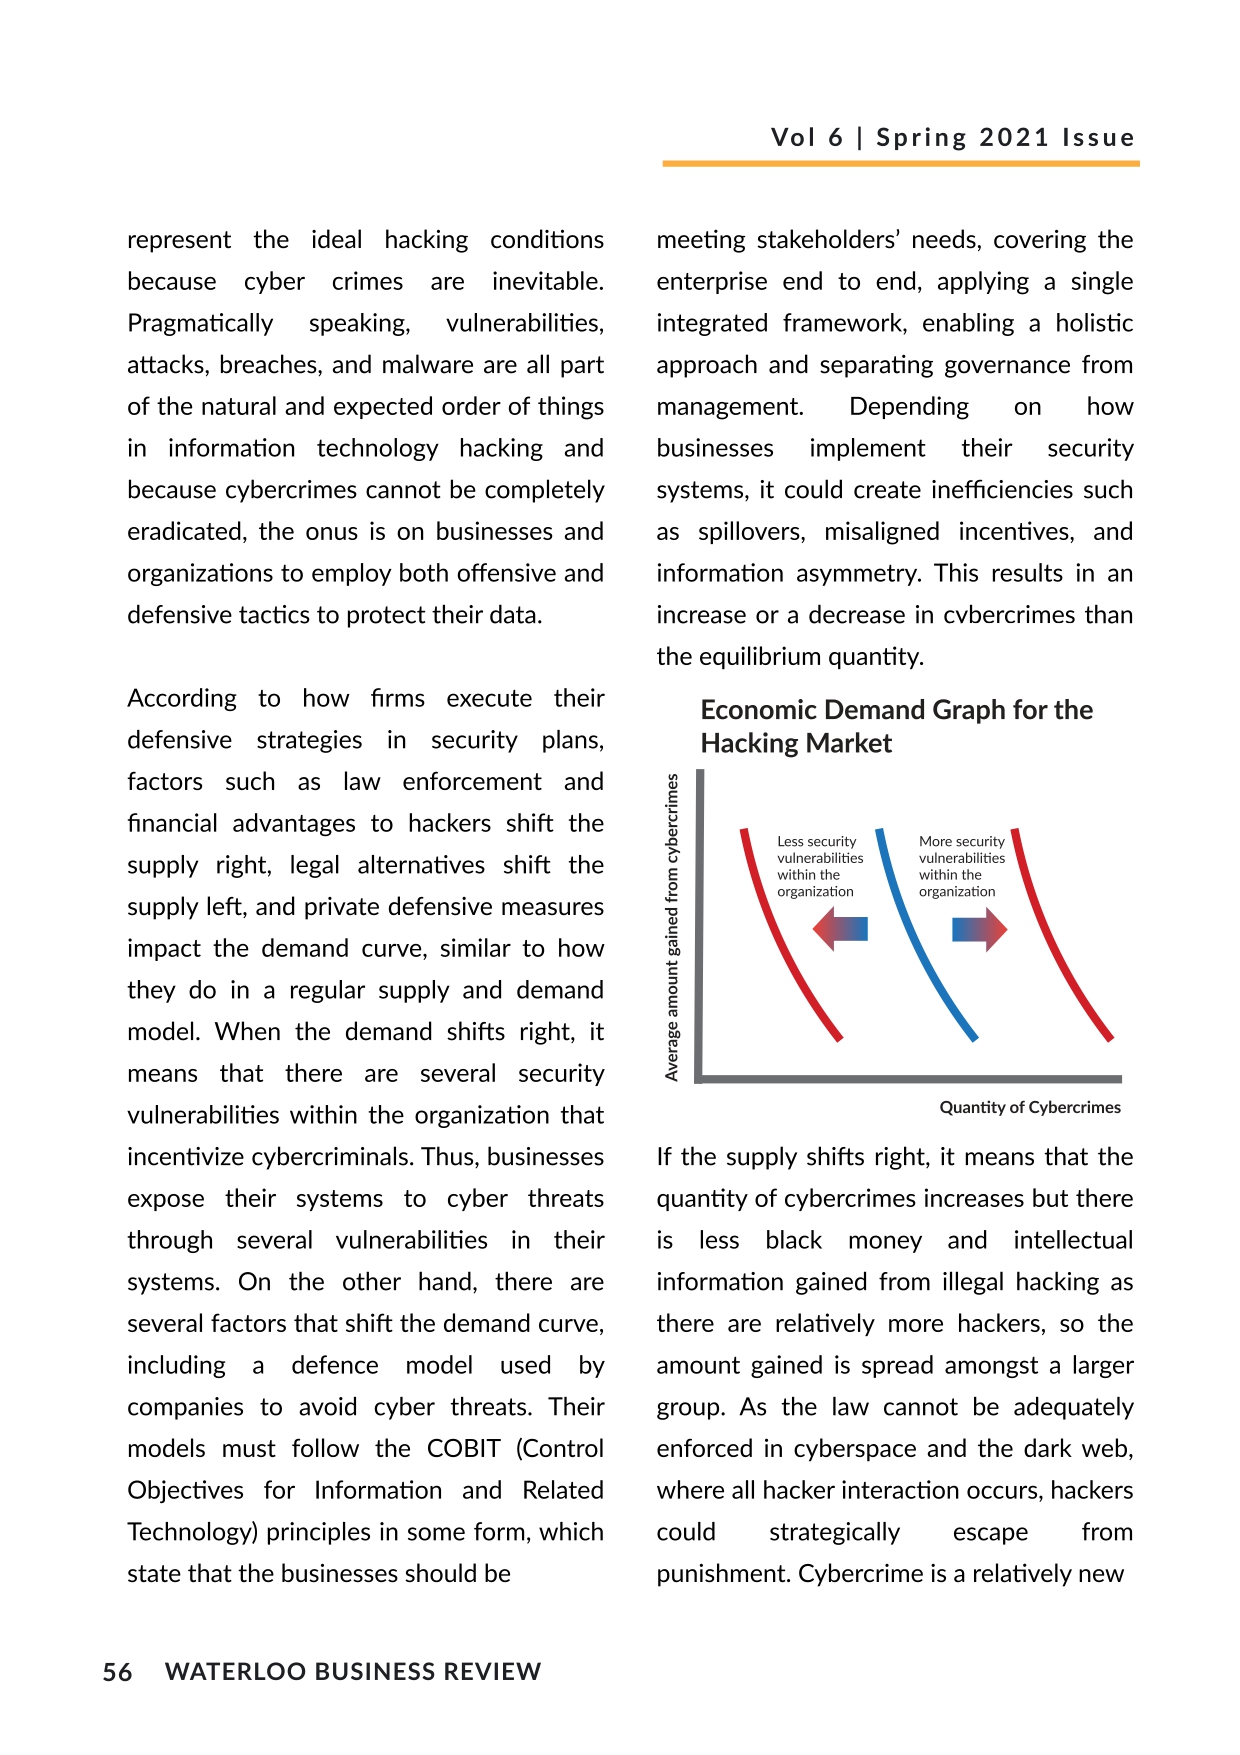 Vol 6 | Spring 2021 Issue
represent the ideal hacking conditions
because cyber crimes are inevitable.
Pragmatically speaking, vulnerabilities,
attacks, breaches, and malware are all part
of the natural and expected order of things
in information technology hacking and
because cybercrimes cannot be completely
eradicated, the onus is on businesses and
organizations to employ both offensive and
defensive tactics to protect their data.
According to how firms execute their
defensive strategies in security plans,
factors such as law enforcement and
financial advantages to hackers shift the
supply right, legal alternatives shift the
supply left, and private defensive measures
impact the demand curve, similar to how
they do in a regular supply and demand
model. When the demand shifts right, it
means that there are several security
vulnerabilities within the organization that
incentivize cybercriminals. Thus, businesses
expose their systems to cyber threats
through several vulnerabilities in their
systems. On the other hand, there are
several factors that shift the demand curve,
including a defence model used by
companies to avoid cyber threats. Their
models must follow the COBIT (Control
Objectives for Information and Related
Technology) principles in some form, which
state that the businesses should be
meeting stakeholders’ needs, covering the
enterprise end to end, applying a single
integrated framework, enabling a holistic
approach and separating governance from
management. Depending on how
businesses implement their security
systems, it could create inefficiencies such
as spillovers, misaligned incentives, and
information asymmetry. This results in an
increase or a decrease in cybercrimes than
the equilibrium quantity.
Economic Demand Graph for the
Hacking Market
Average amount gained from cybercrimes
Less security
vulnerabilities
within the
organization
More security
vulnerabilities
within the
organization
Quantity of Cybercrimes
If the supply shifts right, it means that the
quantity of cybercrimes increases but there
is less black money and intellectual
information gained from illegal hacking as
there are relatively more hackers, so the
amount gained is spread amongst a larger
group. As the law cannot be adequately
enforced in cyberspace and the dark web,
where all hacker interaction occurs, hackers
could strategically escape from
punishment. Cybercrime is a relatively new
56 WATERLOO BUSINESS REVIEW